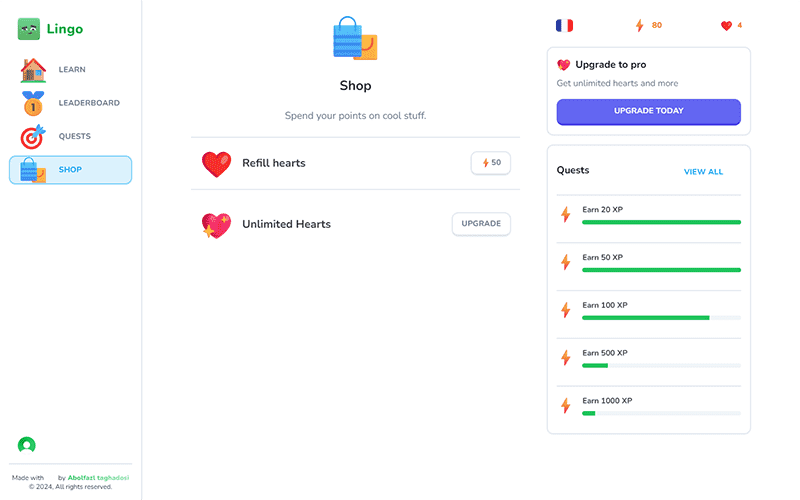 Lingo
LEARN
1
LEADERBOARD
QUESTS
SHOP
Made with by Abolfazl taghadosi
© 2024, All rights reserved.
Shop
Spend your points on cool stuff.
Refill hearts
50
Unlimited Hearts
UPGRADE
80
4
Upgrade to pro
Get unlimited hearts and more
UPGRADE TODAY
Quests
VIEW ALL
Earn 20 XP
Earn 50 XP
Earn 100 XP
Earn 500 XP
Earn 1000 XP